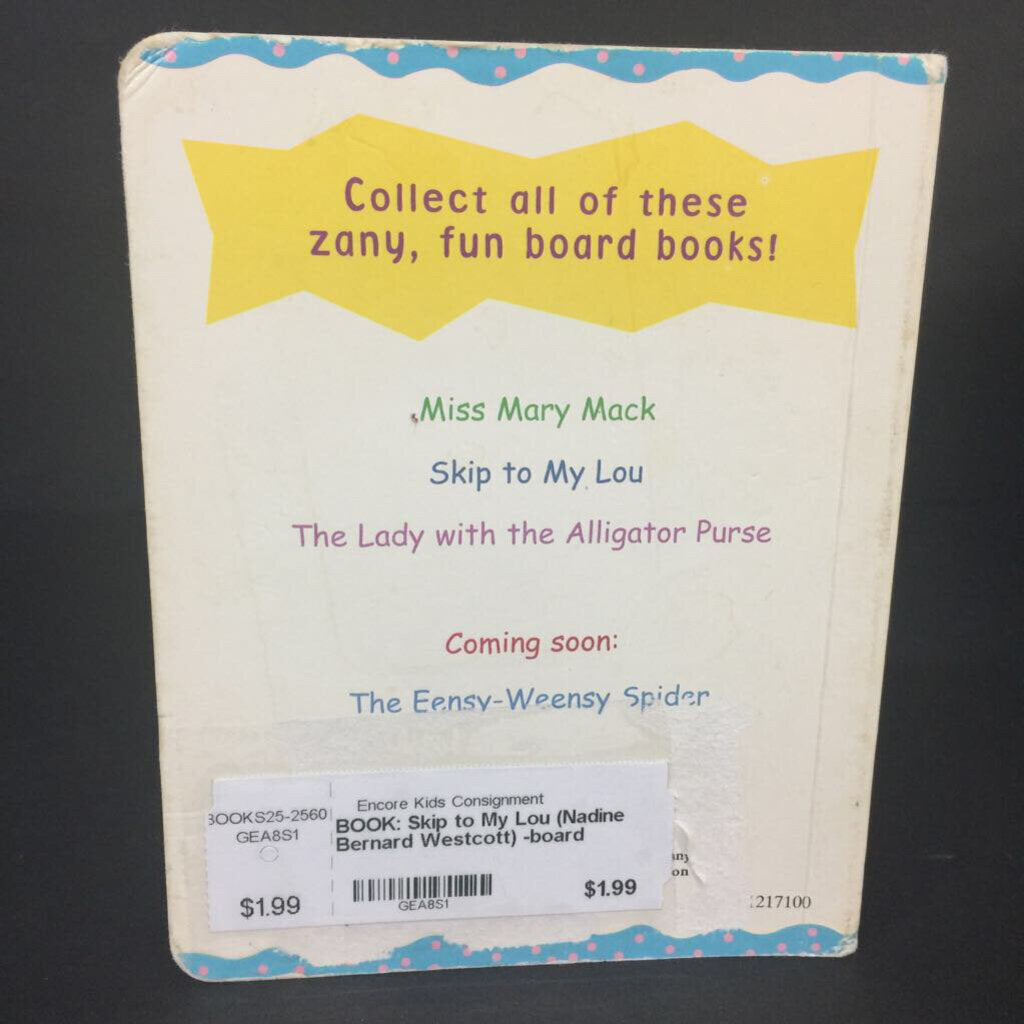 Collect all of these
zany, fun board books!
Miss Mary Mack
Skip to My Lou
The Lady with the Alligator Purse
Coming soon:
The Eensy-Weensy Spider
BOOKS25-2560
GEA8S1
$1.99
Encore Kids Consignment
BOOK: Skip to My Lou (Nadine
Bernard Westcott) -board
GEA8S1
$1.99
217100